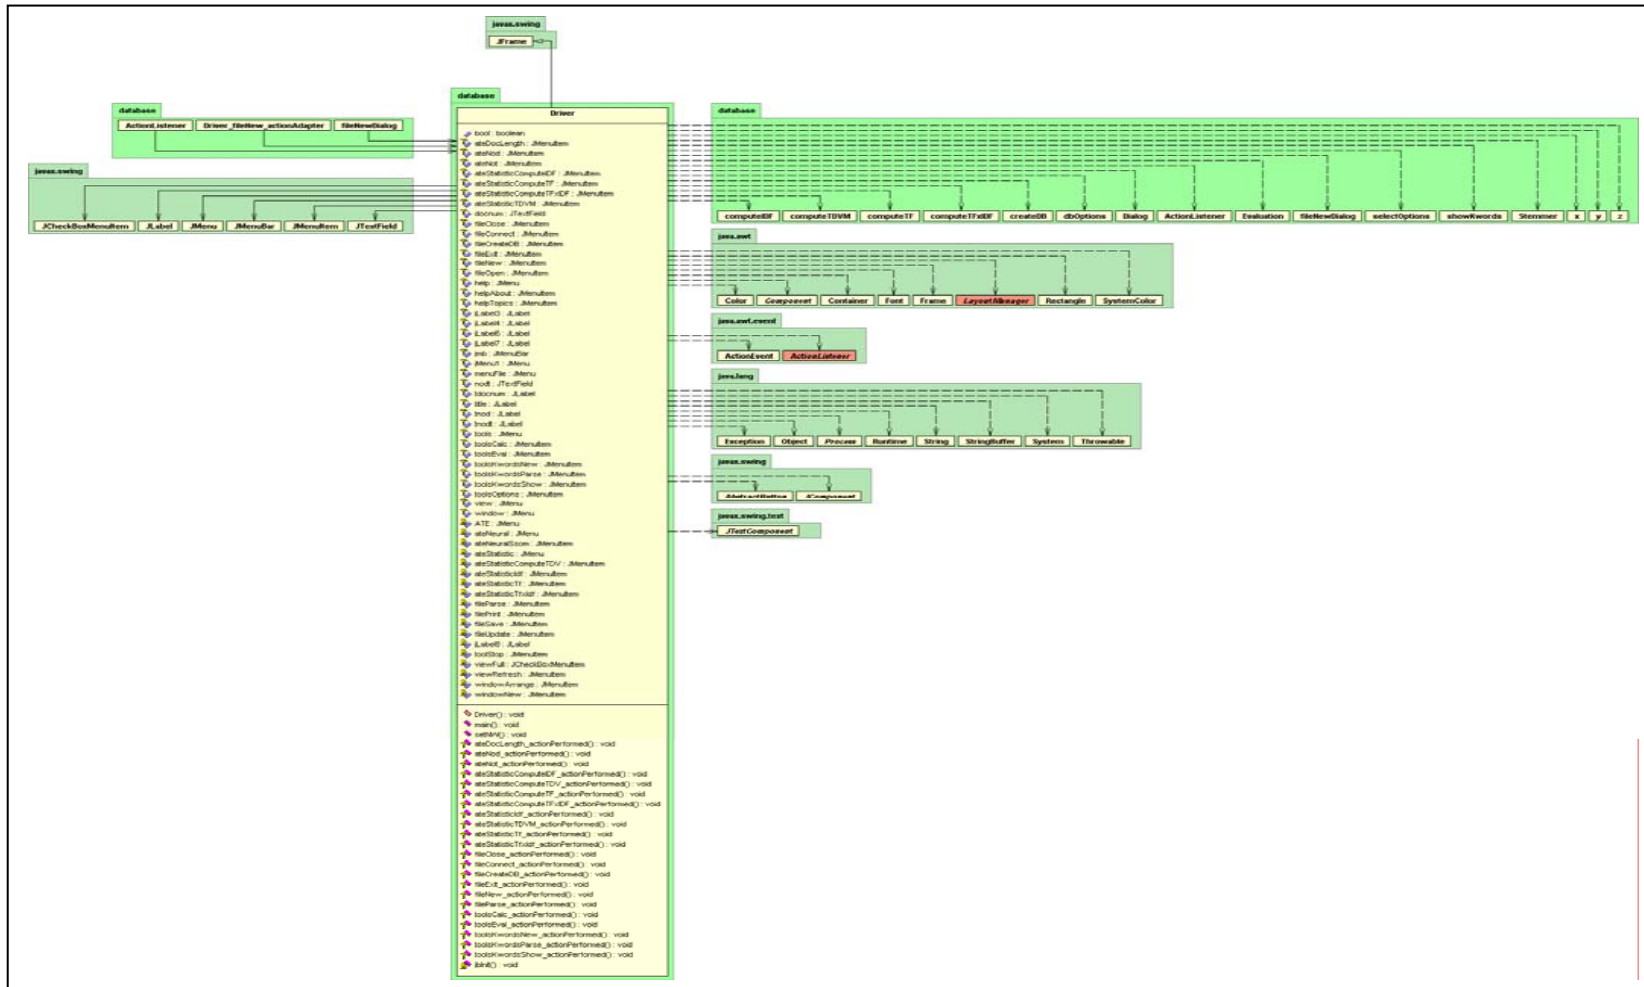 javax.swing
JFrame
database
ActionListener Driver_fileNew_actionAdapter fileNewDialog
javax.swing
JCheckBoxMenuItem JLabel JMenu JMenuBar JMenuItem JTextField
database
Driver
bool : boolean
ateDocLength : JMenuItem
ateNod : JMenuItem
ateNot : JMenuItem
ateStatisticComputeIDF : JMenuItem
ateStatisticComputeTF : JMenuItem
ateStatisticComputeTFxIDF : JMenuItem
ateStatisticTDVM : JMenuItem
docnum : JTextField
fileClose : JMenuItem
fileConnect : JMenuItem
fileCreateDB : JMenuItem
fileExit : JMenuItem
fileNew : JMenuItem
fileOpen : JMenuItem
help : JMenu
helpAbout : JMenuItem
helpTopics : JMenuItem
jLabel3 : JLabel
jLabel4 : JLabel
jLabel5 : JLabel
jLabel7 : JLabel
jmb : JMenuBar
jMenu1 : JMenu
menuFile : JMenu
nodt : JTextField
ldocnum : JLabel
title : JLabel
lnod : JLabel
lnodt : JLabel
tools : JMenu
toolsCalc : JMenuItem
toolsEval : JMenuItem
toolsKwordsNew : JMenuItem
toolsKwordsParse : JMenuItem
toolsKwordsShow : JMenuItem
toolsOptions : JMenuItem
view : JMenu
window : JMenu
ATE : JMenu
ateNeural : JMenu
ateNeuralSsom : JMenuItem
ateStatistic : JMenu
ateStatisticComputeTDV : JMenuItem
ateStatisticIdf : JMenuItem
ateStatisticTf : JMenuItem
ateStatisticTfxIdf : JMenuItem
fileParse : JMenuItem
filePrint : JMenuItem
fileSave : JMenuItem
fileUpdate : JMenuItem
: JLabel
toolStop : JMenuItem
viewFull : JCheckBoxMenuItem
viewRefresh : JMenuItem
windowArrange : JMenuItem
windowNew : JMenuItem
Driver() : void
main() : void
: void
ateDocLength_actionPerformed() : void
ateNod_actionPerformed() : void
ateNot_actionPerformed() : void
ateStatisticComputeIDF_actionPerformed() : void
ateStatisticComputeTDV_actionPerformed() : void
ateStatisticComputeTF_actionPerformed() : void
ateStatisticComputeTFxIDF_actionPerformed() : void
ateStatisticIdf_actionPerformed() : void
ateStatisticTDVM_actionPerformed() : void
ateStatisticTf_actionPerformed() : void
ateStatisticTfxIdf_actionPerformed() : void
fileClose_actionPerformed() : void
fileConnect_actionPerformed() : void
fileCreateDB_actionPerformed() : void
fileExit_actionPerformed() : void
fileNew_actionPerformed() : void
fileParse_actionPerformed() : void
toolsCalc_actionPerformed() : void
toolsEval_actionPerformed() : void
toolsKwordsNew_actionPerformed() : void
toolsKwordsParse_actionPerformed() : void
toolsKwordsShow_actionPerformed() : void
jbInit() : void
database
computeIDF computeTDVM computeTF computeTFxIDF createDB dbOptions Dialog ActionListener Evaluation fileNewDialog selectOptions showKwords Stemmer x y z
java.awt
Color Component Container Font Frame LayoutManager Rectangle SystemColor
java.awt.event
ActionEvent ActionListener
java.lang
Exception Object Process Runtime String StringBuffer System Throwable
javax.swing
AbstractButton JComponent
javax.swing.text
JTextComponent